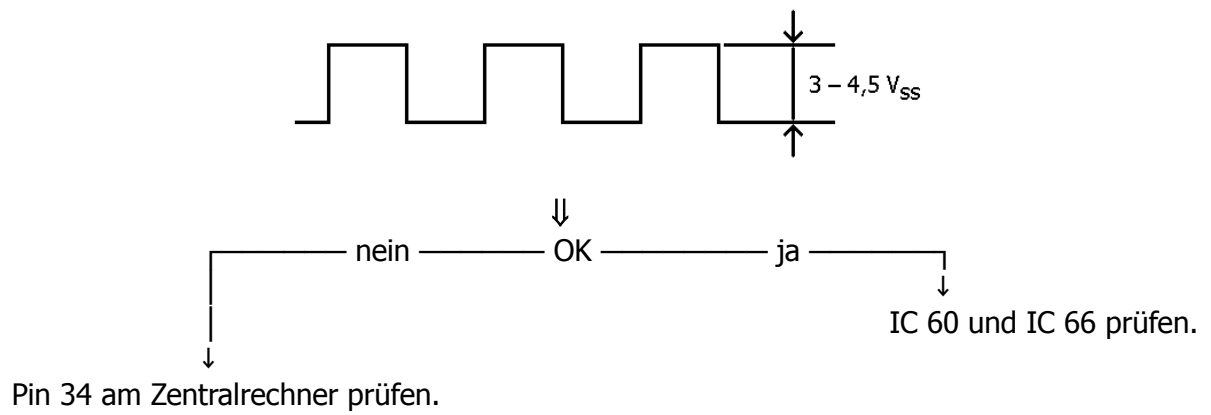 3 – 4,5 Vss
nein OK ja
IC 60 und IC 66 prüfen.
Pin 34 am Zentralrechner prüfen.